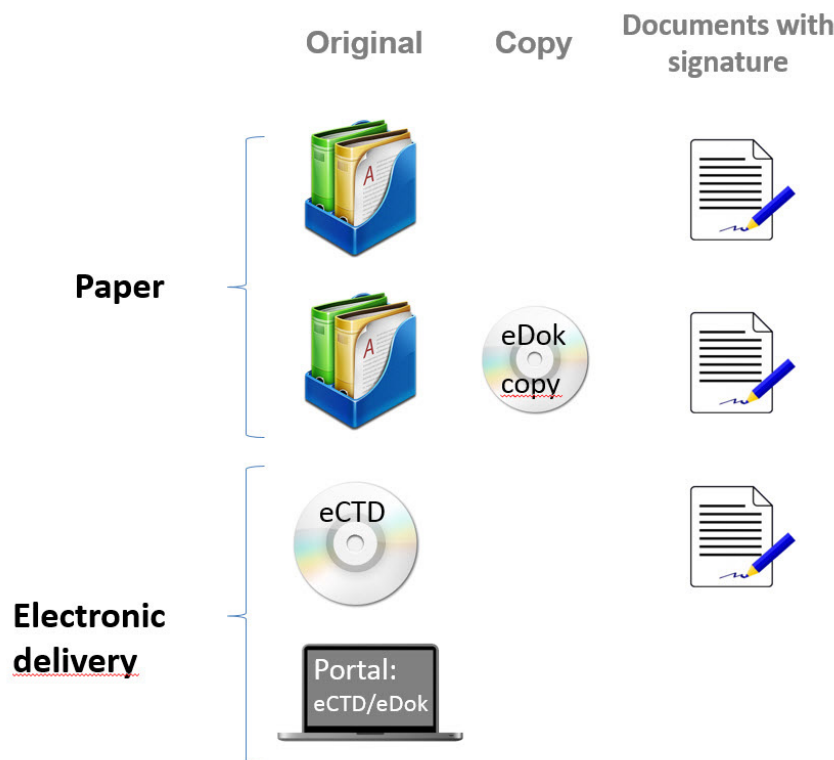 Original
Copy
Documents with
signature
A
Paper
A
eDok
copy
eCTD
Electronic
delivery
Portal:
eCTD/eDok